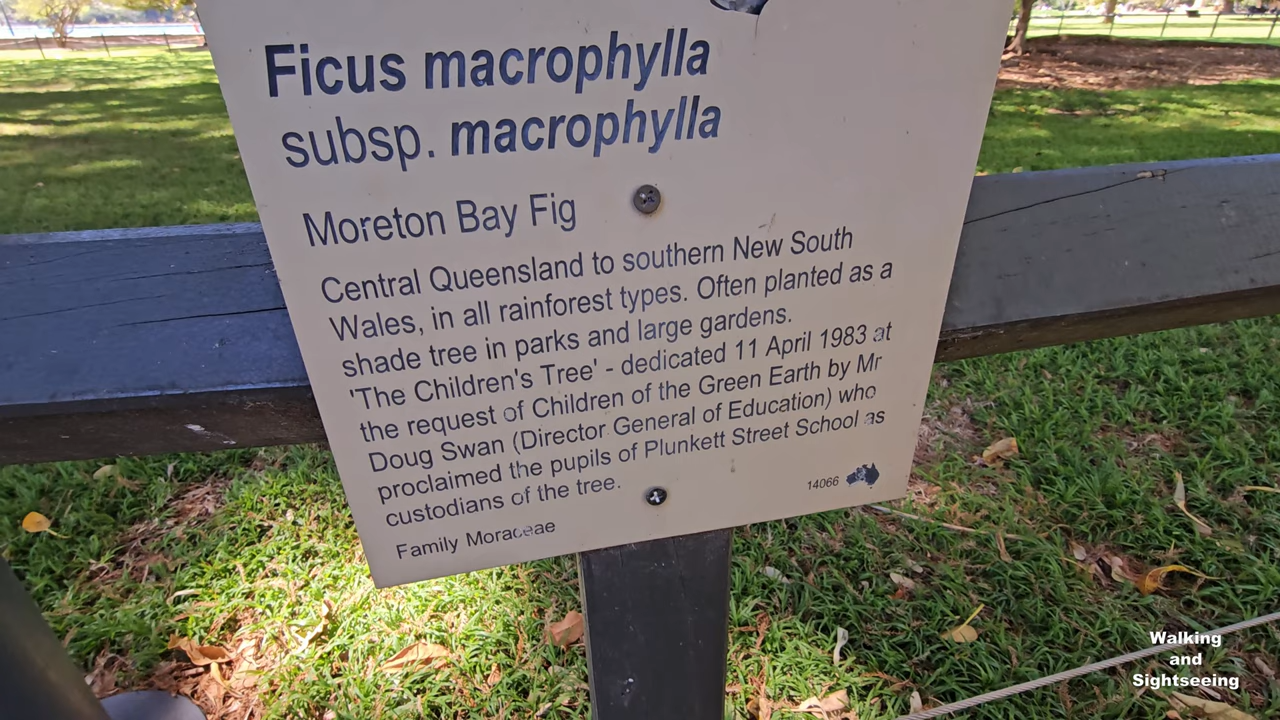 Ficus macrophylla
subsp. macrophylla
Moreton Bay Fig
Central Queensland to southern New South
Wales, in all rainforest types. Often planted as a
shade tree in parks and large gardens.
'The Children's Tree' - dedicated 11 April 1983 at
the request of Children of the Green Earth by Mr
Doug Swan (Director General of Education) who
proclaimed the pupils of Plunkett Street School as
custodians of the tree.
14066
Family Moraceae
Walking
and
Sightseeing